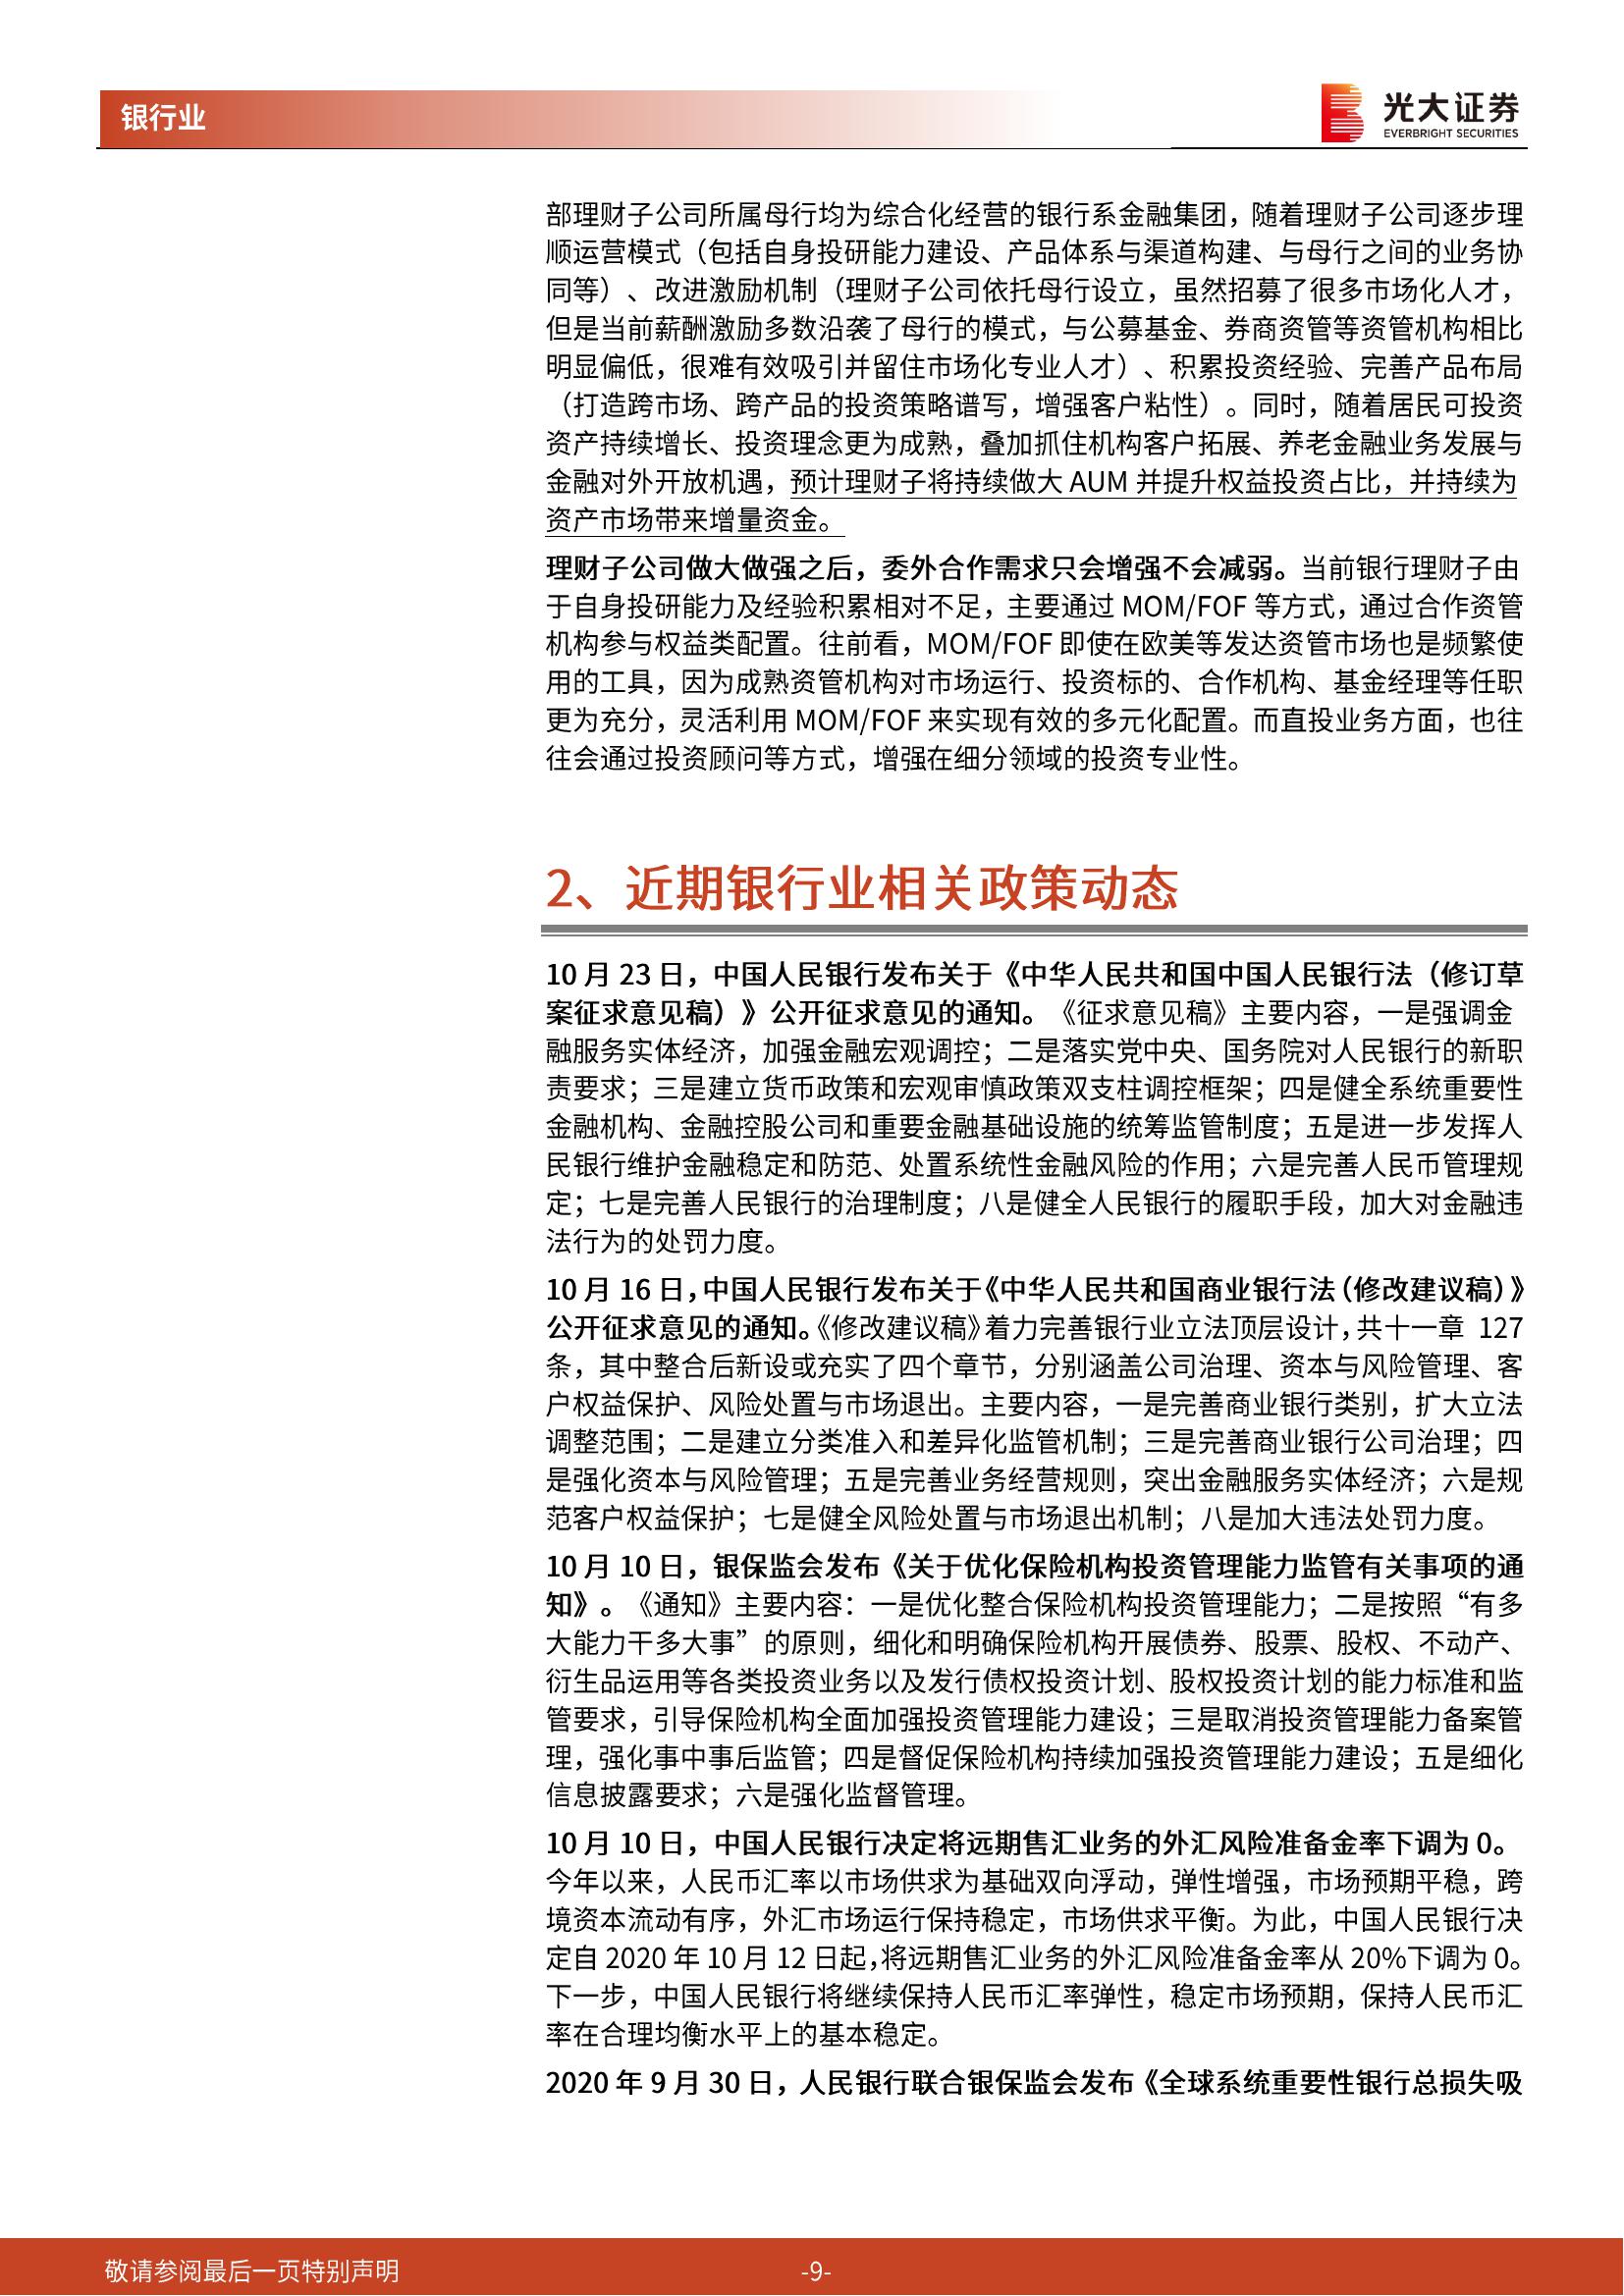 银行业
光大证券
EVERBRIGHT SECURITIES
部理财子公司所属母行均为综合化经营的银行系金融集团，随着理财子公司逐步理
顺运营模式（包括自身投研能力建设、产品体系与渠道构建、与母行之间的业务协
同等）、改进激励机制（理财子公司依托母行设立，虽然招募了很多市场化人才，
但是当前薪酬激励多数沿袭了母行的模式，与公募基金、券商资管等资管机构相比
明显偏低，很难有效吸引并留住市场化专业人才）、积累投资经验、完善产品布局
（打造跨市场、跨产品的投资策略谱写，增强客户粘性）。同时，随着居民可投资
资产持续增长、投资理念更为成熟，叠加抓住机构客户拓展、养老金融业务发展与
金融对外开放机遇，预计理财子将持续做大 AUM 并提升权益投资占比，并持续为
资产市场带来增量资金。
理财子公司做大做强之后，委外合作需求只会增强不会减弱。当前银行理财子由
于自身投研能力及经验积累相对不足，主要通过 MOM/FOF 等方式，通过合作资管
机构参与权益类配置。往前看，MOM/FOF 即使在欧美等发达资管市场也是频繁使
用的工具，因为成熟资管机构对市场运行、投资标的、合作机构、基金经理等任职
更为充分，灵活利用 MOM/FOF 来实现有效的多元化配置。而直投业务方面，也往
往会通过投资顾问等方式，增强在细分领域的投资专业性。
2、近期银行业相关政策动态
10 月 23 日，中国人民银行发布关于《中华人民共和国中国人民银行法（修订草
案征求意见稿）》公开征求意见的通知。《征求意见稿》主要内容，一是强调金
融服务实体经济，加强金融宏观调控；二是落实党中央、国务院对人民银行的新职
责要求；三是建立货币政策和宏观审慎政策双支柱调控框架；四是健全系统重要性
金融机构、金融控股公司和重要金融基础设施的统筹监管制度；五是进一步发挥人
民银行维护金融稳定和防范、处置系统性金融风险的作用；六是完善人民币管理规
定；七是完善人民银行的治理制度；八是健全人民银行的履职手段，加大对金融违
法行为的处罚力度。
10 月 16 日，中国人民银行发布关于《中华人民共和国商业银行法（修改建议稿）》
公开征求意见的通知。《修改建议稿》着力完善银行业立法顶层设计，共十一章 127
条，其中整合后新设或充实了四个章节，分别涵盖公司治理、资本与风险管理、客
户权益保护、风险处置与市场退出。主要内容，一是完善商业银行类别，扩大立法
调整范围；二是建立分类准入和差异化监管机制；三是完善商业银行公司治理；四
是强化资本与风险管理；五是完善业务经营规则，突出金融服务实体经济；六是规
范客户权益保护；七是健全风险处置与市场退出机制；八是加大违法处罚力度。
10 月 10 日，银保监会发布《关于优化保险机构投资管理能力监管有关事项的通
知》。《通知》主要内容：一是优化整合保险机构投资管理能力；二是按照“有多
大能力干多大事”的原则，细化和明确保险机构开展债券、股票、股权、不动产、
衍生品运用等各类投资业务以及发行债权投资计划、股权投资计划的能力标准和监
管要求，引导保险机构全面加强投资管理能力建设；三是取消投资管理能力备案管
理，强化事中事后监管；四是督促保险机构持续加强投资管理能力建设；五是细化
信息披露要求；六是强化监督管理。
10 月 10 日，中国人民银行决定将远期售汇业务的外汇风险准备金率下调为 0。
今年以来，人民币汇率以市场供求为基础双向浮动，弹性增强，市场预期平稳，跨
境资本流动有序，外汇市场运行保持稳定，市场供求平衡。为此，中国人民银行决
定自 2020 年 10 月 12 日起，将远期售汇业务的外汇风险准备金率从 20%下调为 0。
下一步，中国人民银行将继续保持人民币汇率弹性，稳定市场预期，保持人民币汇
率在合理均衡水平上的基本稳定。
2020 年 9 月 30 日，人民银行联合银保监会发布《全球系统重要性银行总损失吸
敬请参阅最后一页特别声明
-9-